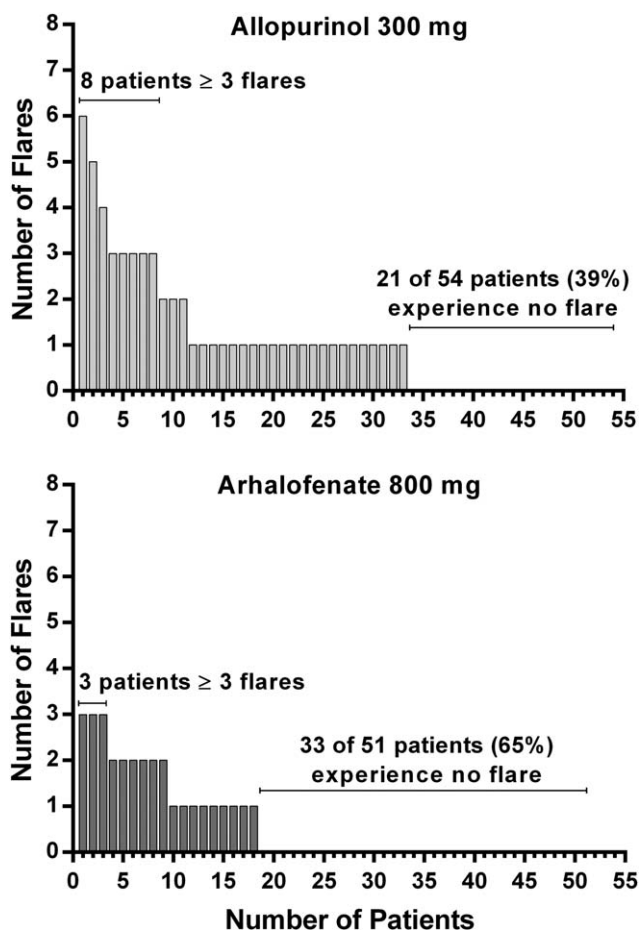 Allopurinol 300 mg
8 patients ≥ 3 flares
21 of 54 patients (39%)
experience no flare
Number of Flares
8
7
6
5
4
3
2
1
0
0 5 10 15 20 25 30 35 40 45 50 55
Arhalofenate 800 mg
3 patients ≥ 3 flares
33 of 51 patients (65%)
experience no flare
Number of Flares
8
7
6
5
4
3
2
1
0
0 5 10 15 20 25 30 35 40 45 50 55
Number of Patients